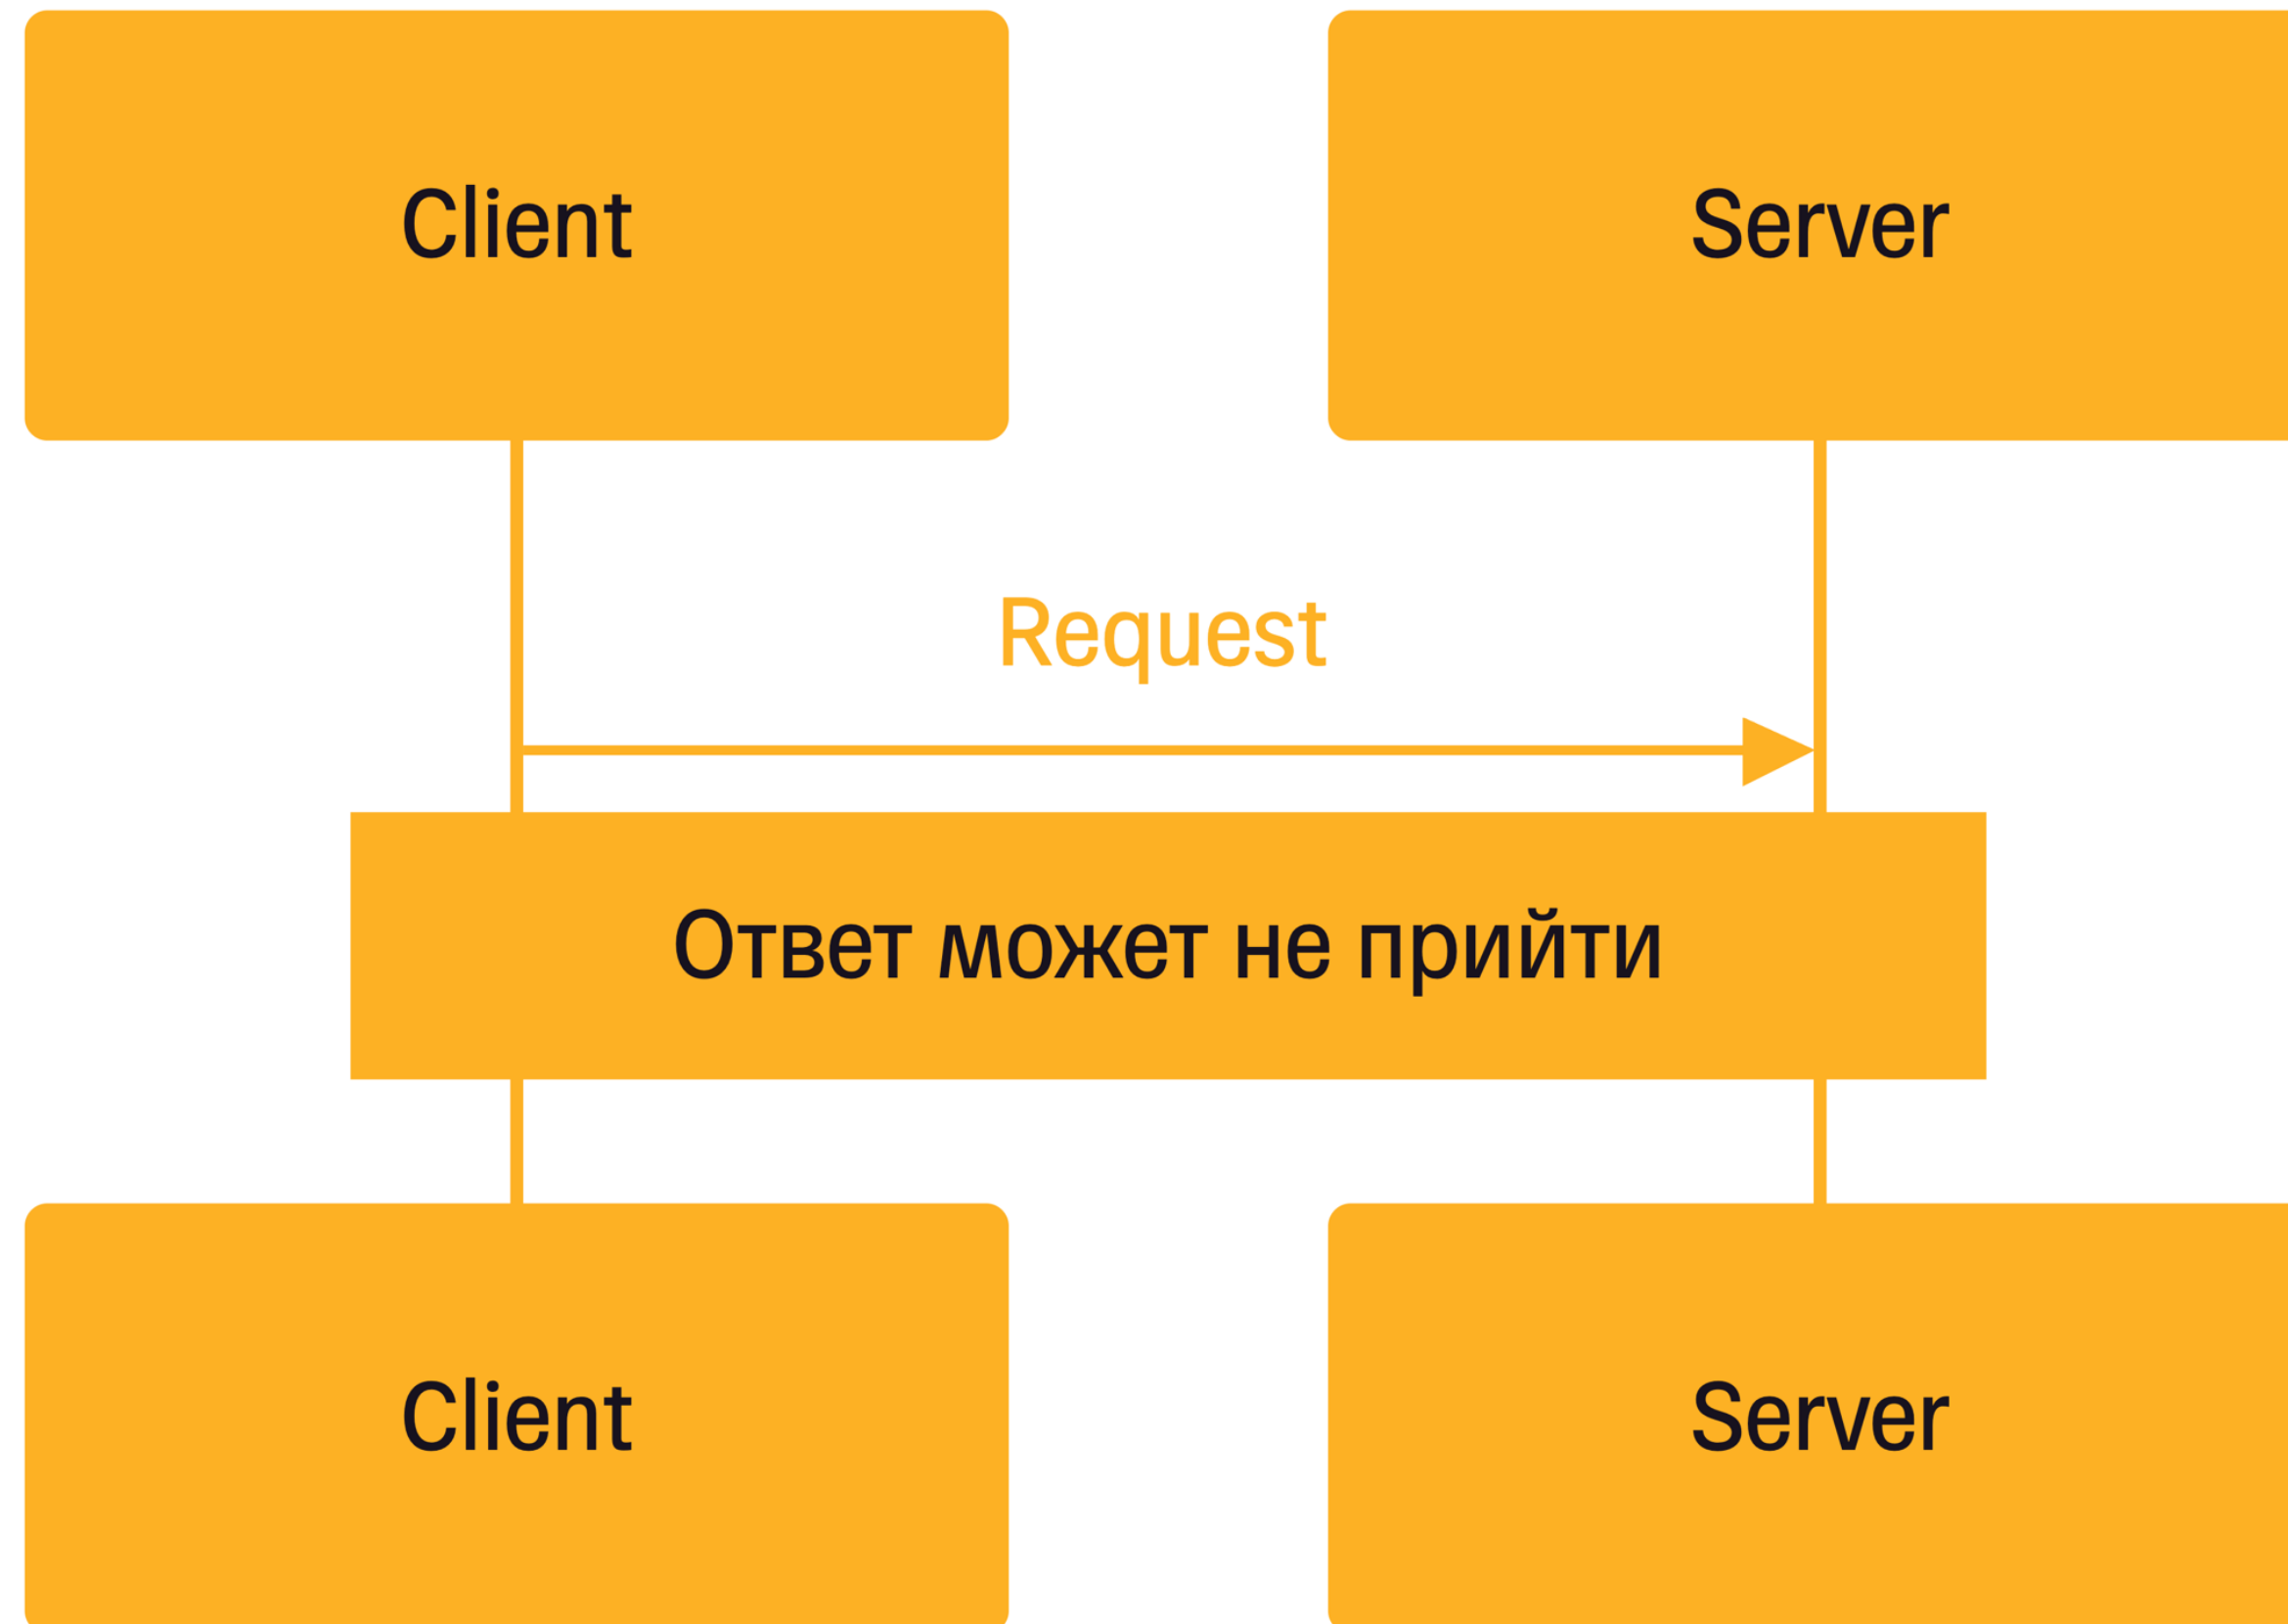 Client
Server
Request
Ответ может не прийти
Client
Server